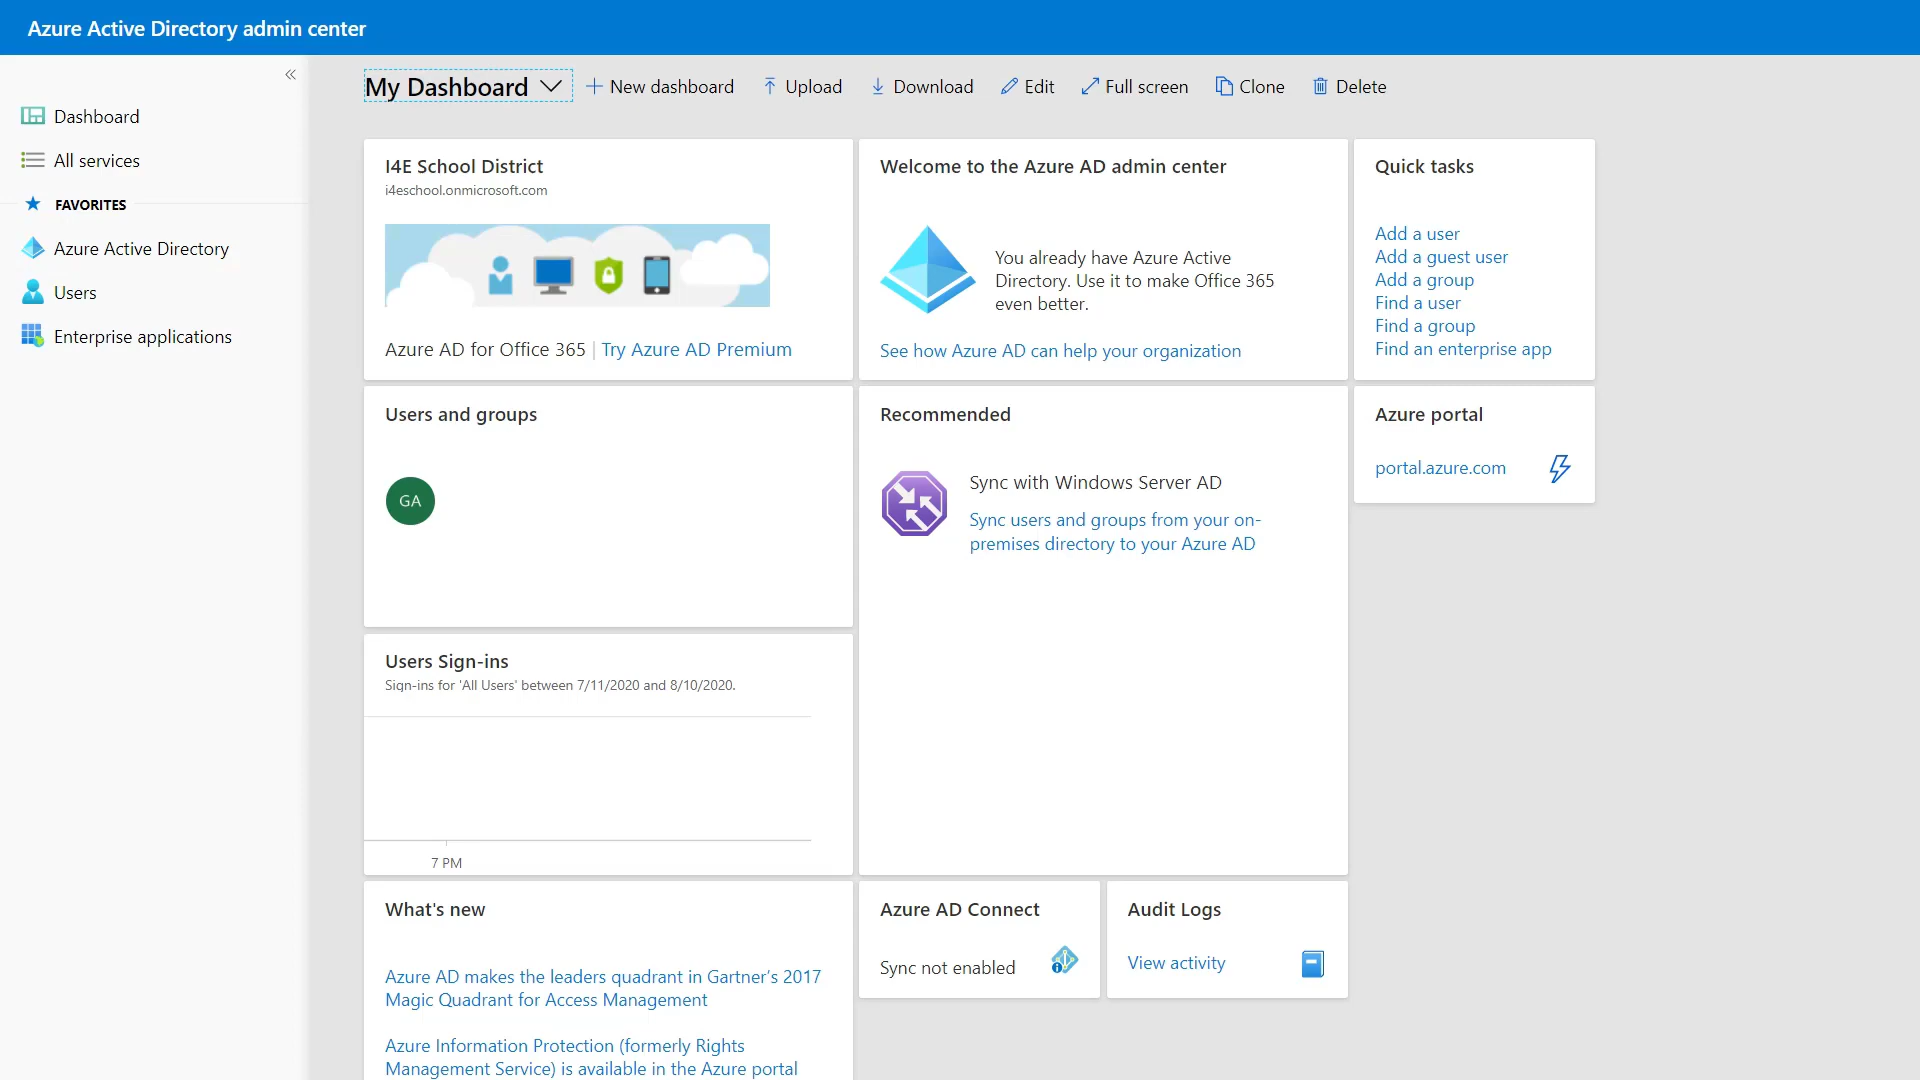 Azure Active Directory admin center
Dashboard
All services
FAVORITES
Azure Active Directory
Users
Enterprise applications
My Dashboard
New dashboard
Upload
Download
Edit
Full screen
Clone
Delete
I4E School District
i4eschool.onmicrosoft.com
Azure AD for Office 365 | Try Azure AD Premium
Welcome to the Azure AD admin center
You already have Azure Active
Directory. Use it to make Office 365
even better.
See how Azure AD can help your organization
Quick tasks
Add a user
Add a guest user
Add a group
Find a user
Find a group
Find an enterprise app
Users and groups
GA
Recommended
Sync with Windows Server AD
Sync users and groups from your on-
premises directory to your Azure AD
Azure portal
portal.azure.com
Users Sign-ins
Sign-ins for 'All Users' between 7/11/2020 and 8/10/2020.
7 PM
What's new
Azure AD makes the leaders quadrant in Gartner’s 2017
Magic Quadrant for Access Management
Azure Information Protection (formerly Rights
Management Service) is available in the Azure portal
Azure AD Connect
Sync not enabled
Audit Logs
View activity